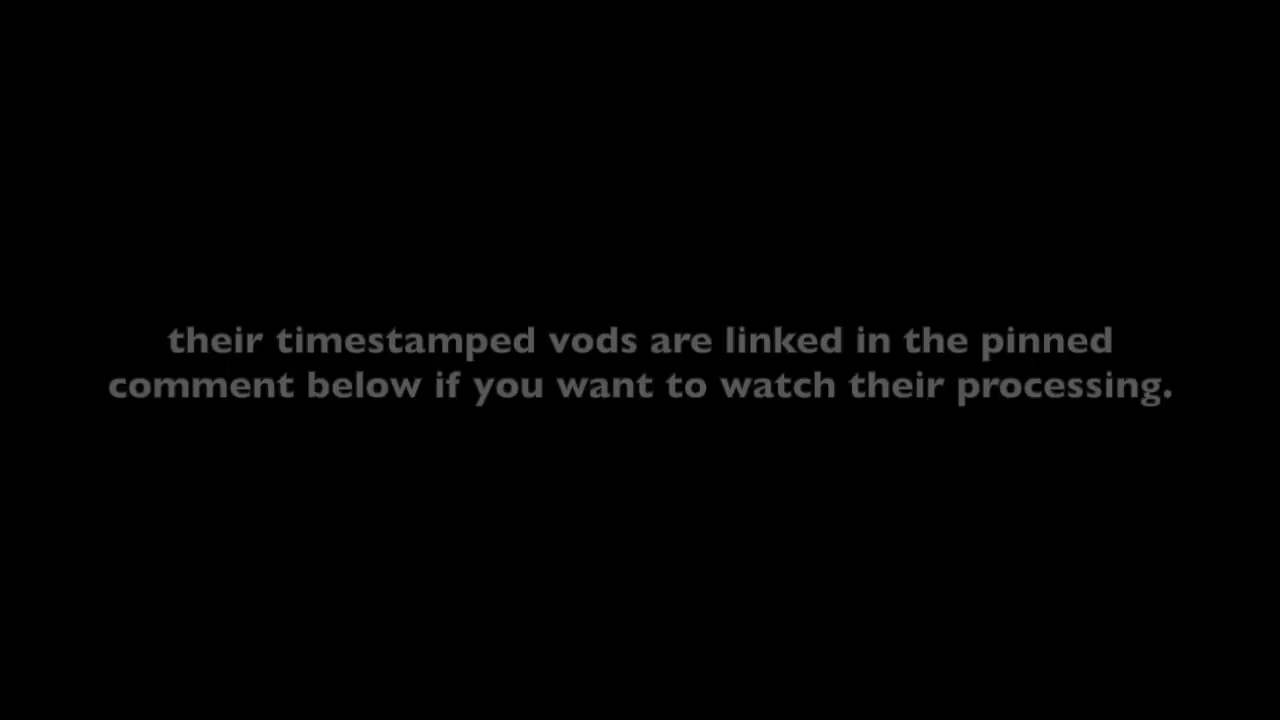 their timestamped vods are linked in the pinned
comment below if you want to watch their processing.